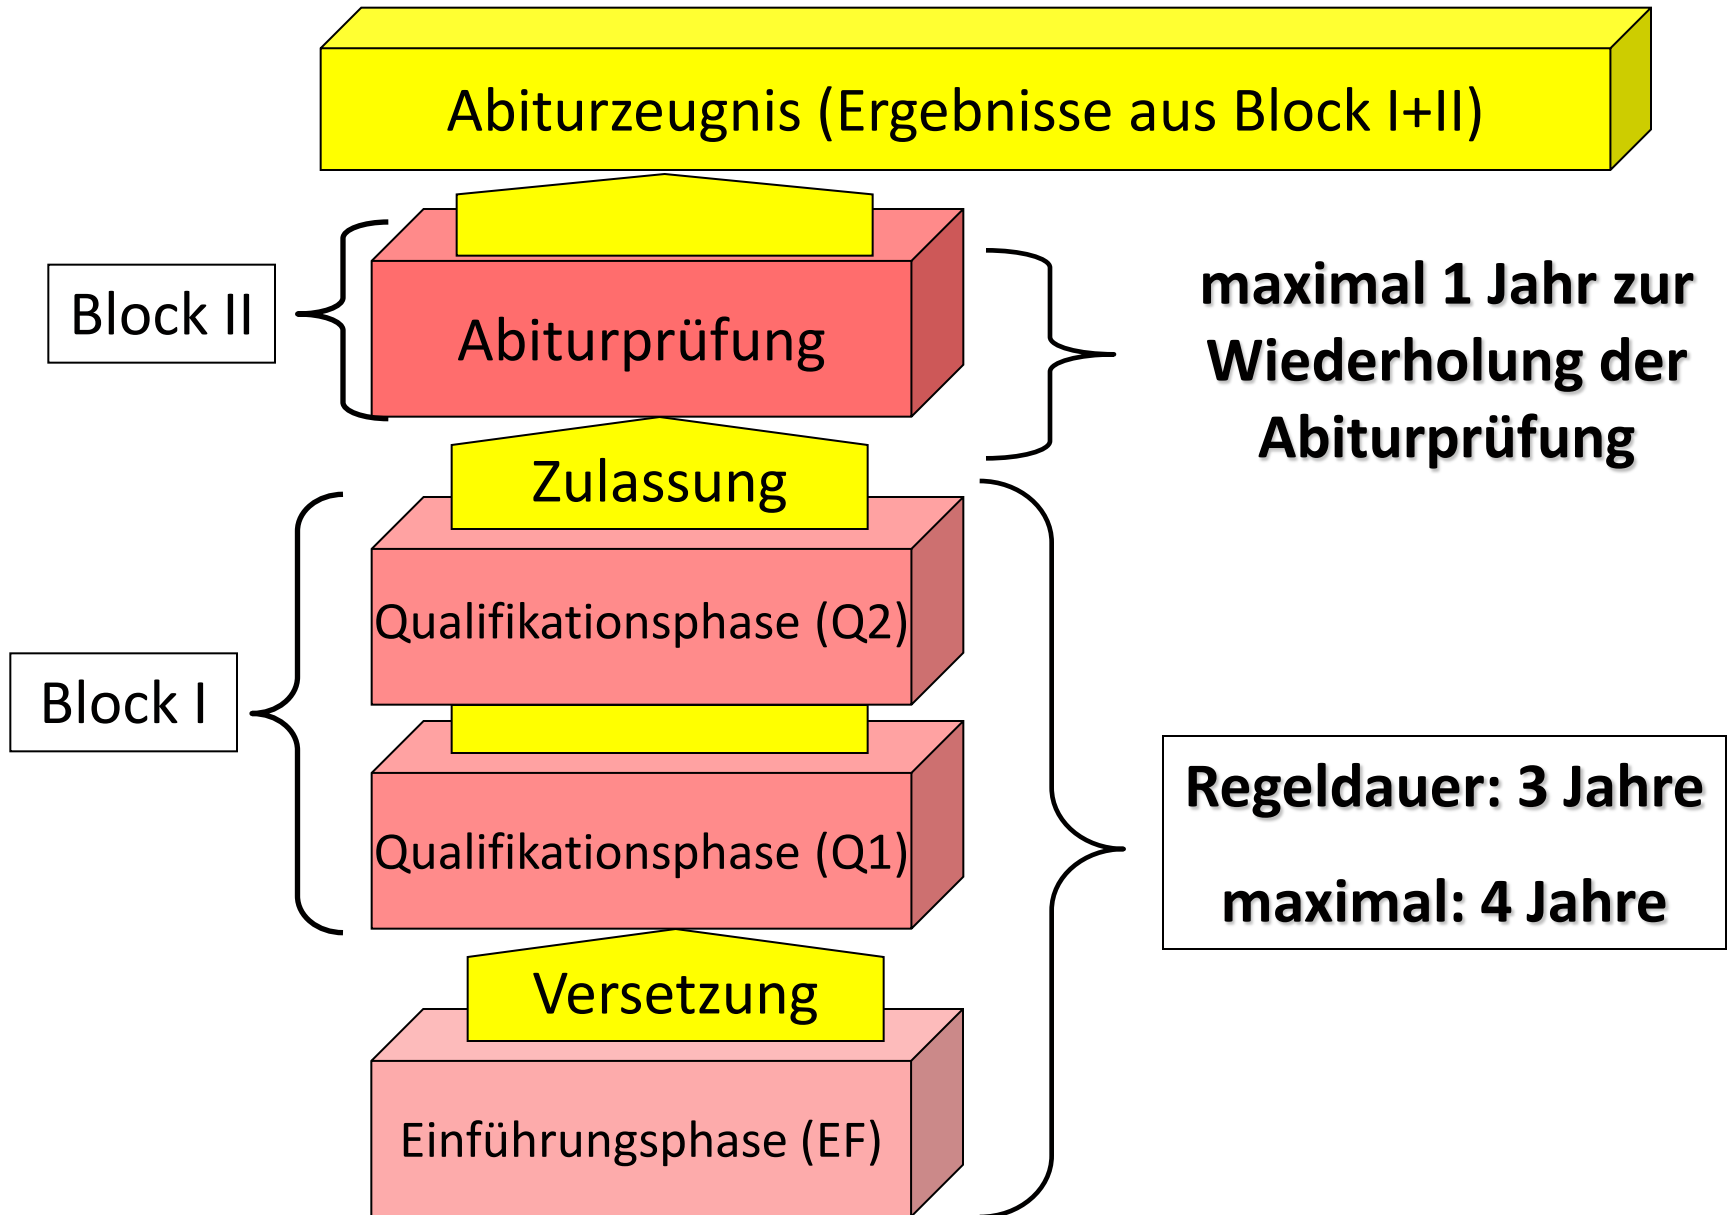 Abiturzeugnis (Ergebnisse aus Block I+II)
Block II
Abiturprüfung
maximal 1 Jahr zur
Wiederholung der
Abiturprüfung
Zulassung
Qualifikationsphase (Q2)
Block I
Qualifikationsphase (Q1)
Regeldauer: 3 Jahre
maximal: 4 Jahre
Versetzung
Einführungsphase (EF)